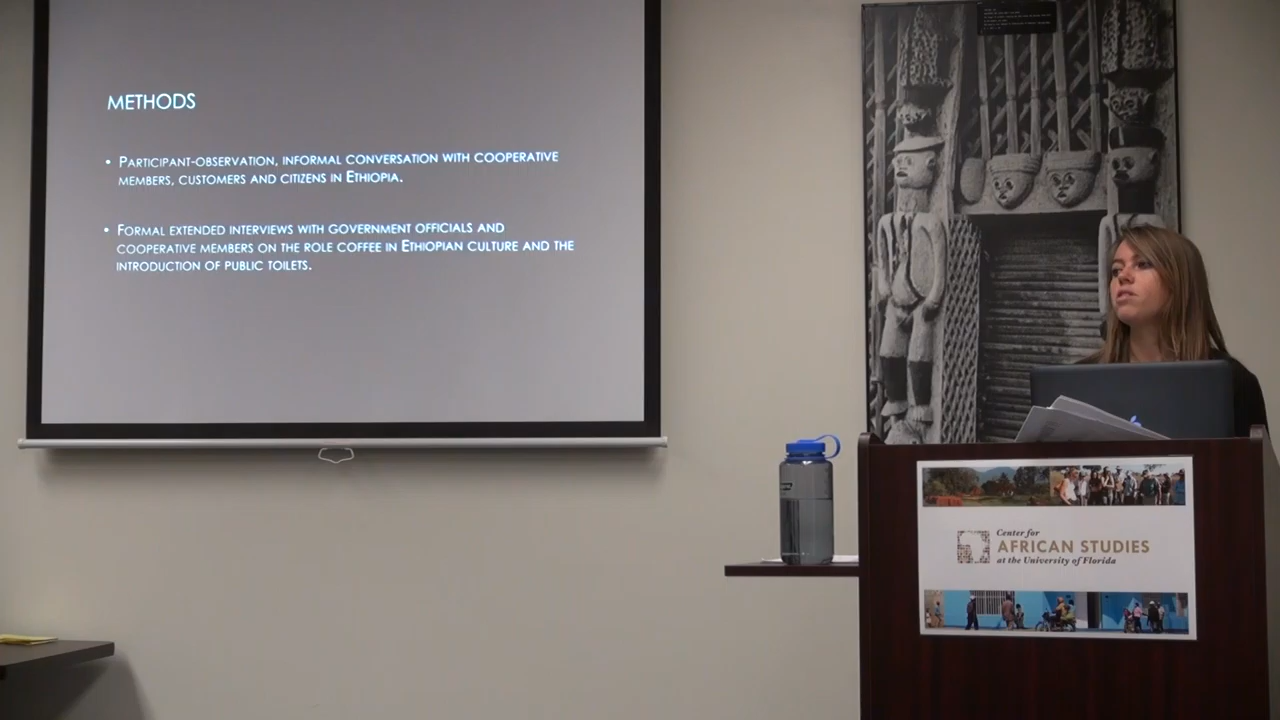 METHODS
• PARTICIPANT-OBSERVATION, INFORMAL CONVERSATION WITH COOPERATIVE
MEMBERS, CUSTOMERS AND CITIZENS IN ETHIOPIA.
• FORMAL EXTENDED INTERVIEWS WITH GOVERNMENT OFFICIALS AND
COOPERATIVE MEMBERS ON THE ROLE COFFEE IN ETHIOPIAN CULTURE AND THE
INTRODUCTION OF PUBLIC TOILETS.
Center for
AFRICAN STUDIES
at the University of Florida